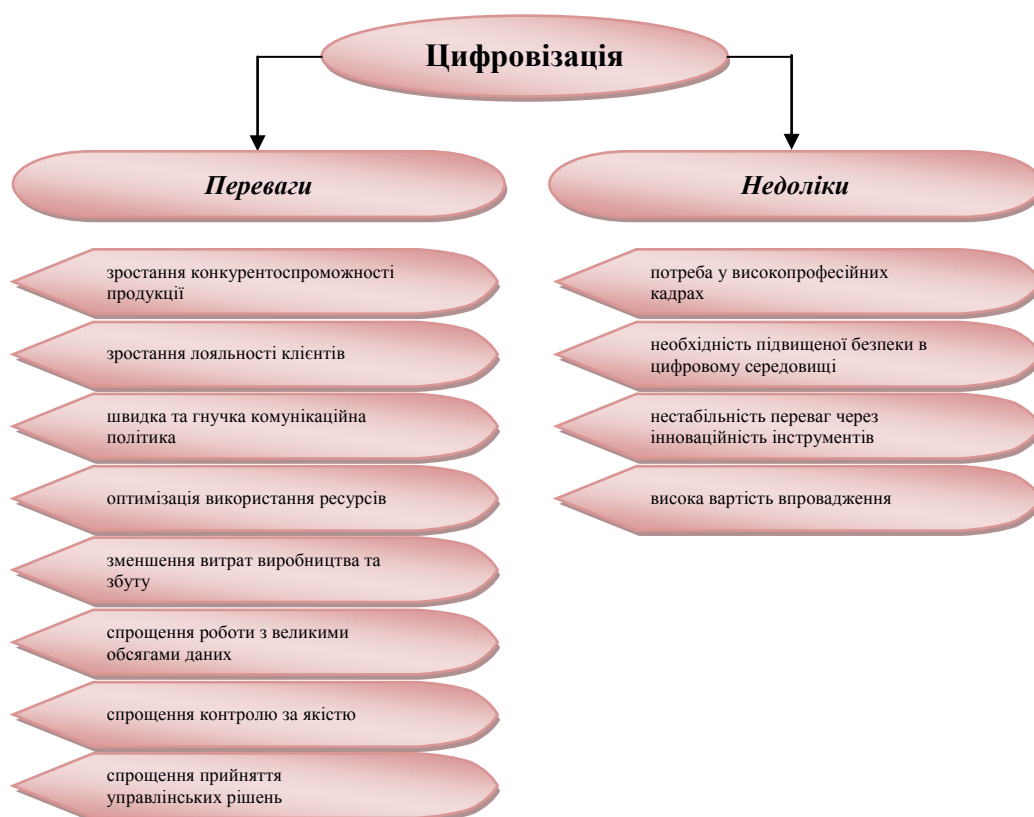 Цифровізація
Переваги
зростання конкурентоспроможності
продукції
зростання лояльності клієнтів
швидка та гнучка комунікаційна
політика
оптимізація використання ресурсів
зменшення витрат виробництва та
збуту
спрощення роботи з великими
обсягами даних
спрощення контролю за якістю
спрощення прийняття
управлінських рішень
Недоліки
потреба у високопрофесійних
кадрах
необхідність підвищеної безпеки в
цифровому середовищі
нестабільність переваг через
інноваційність інструментів
висока вартість впровадження